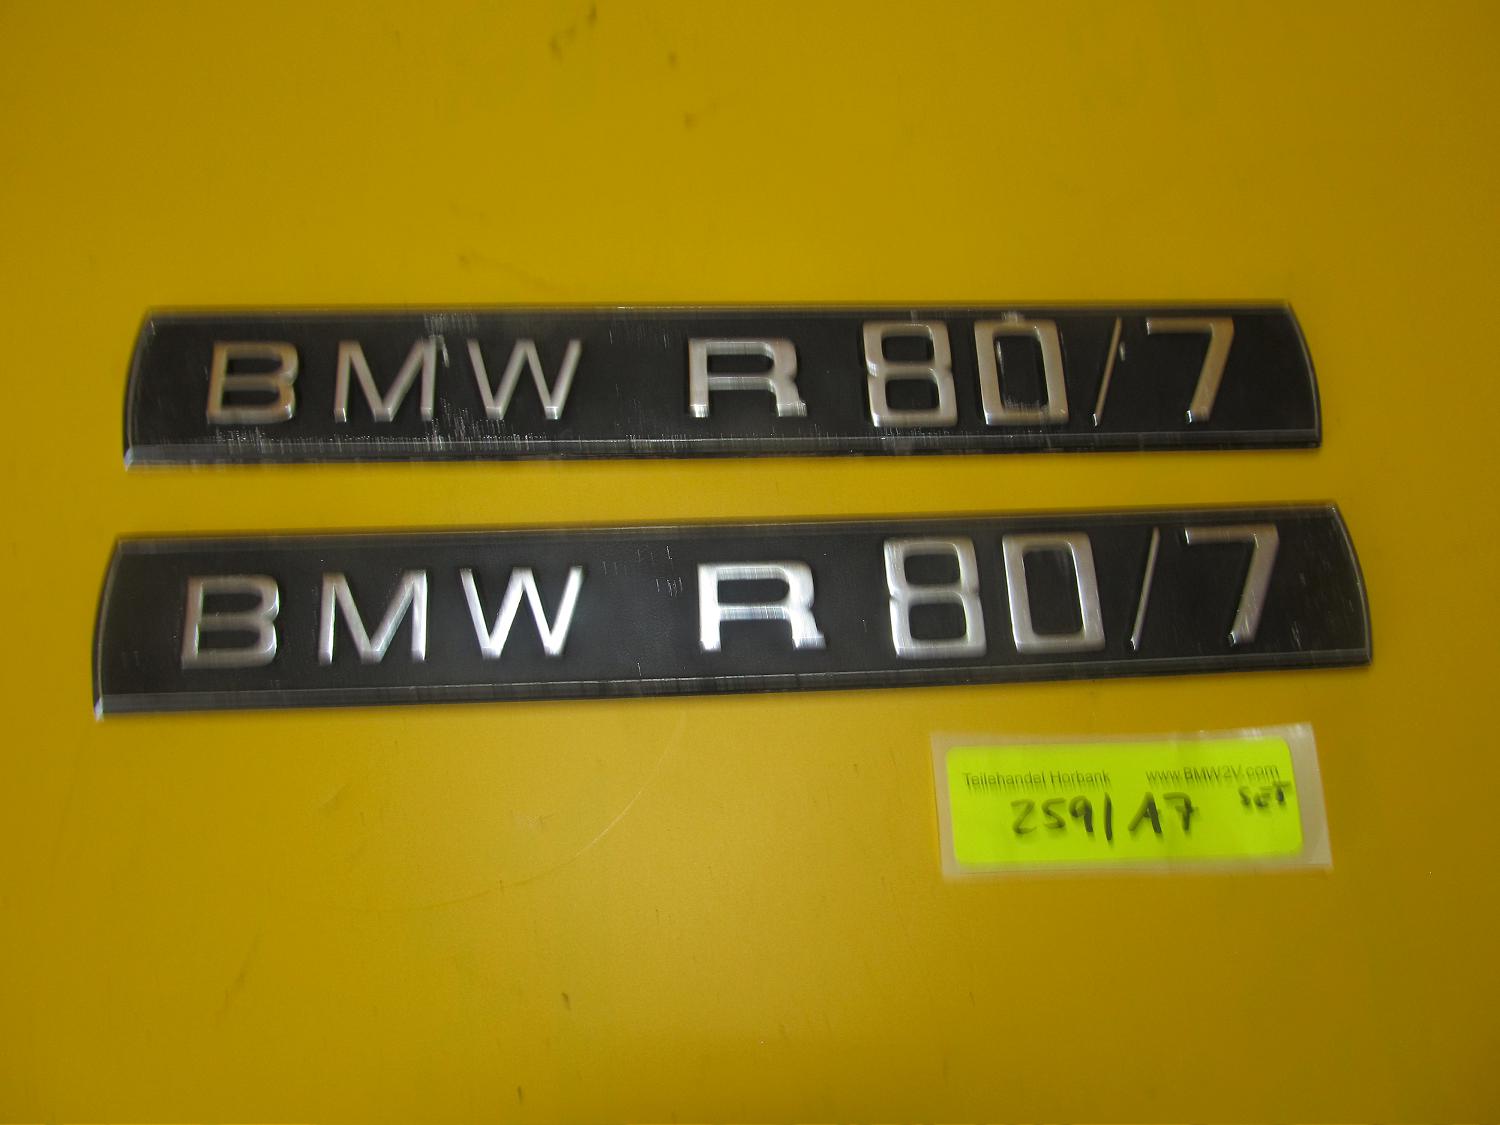 BMW R 80/7
BMW R 80/7
Teilehandel Horbank www.BMW2V.com
259/A7 SET